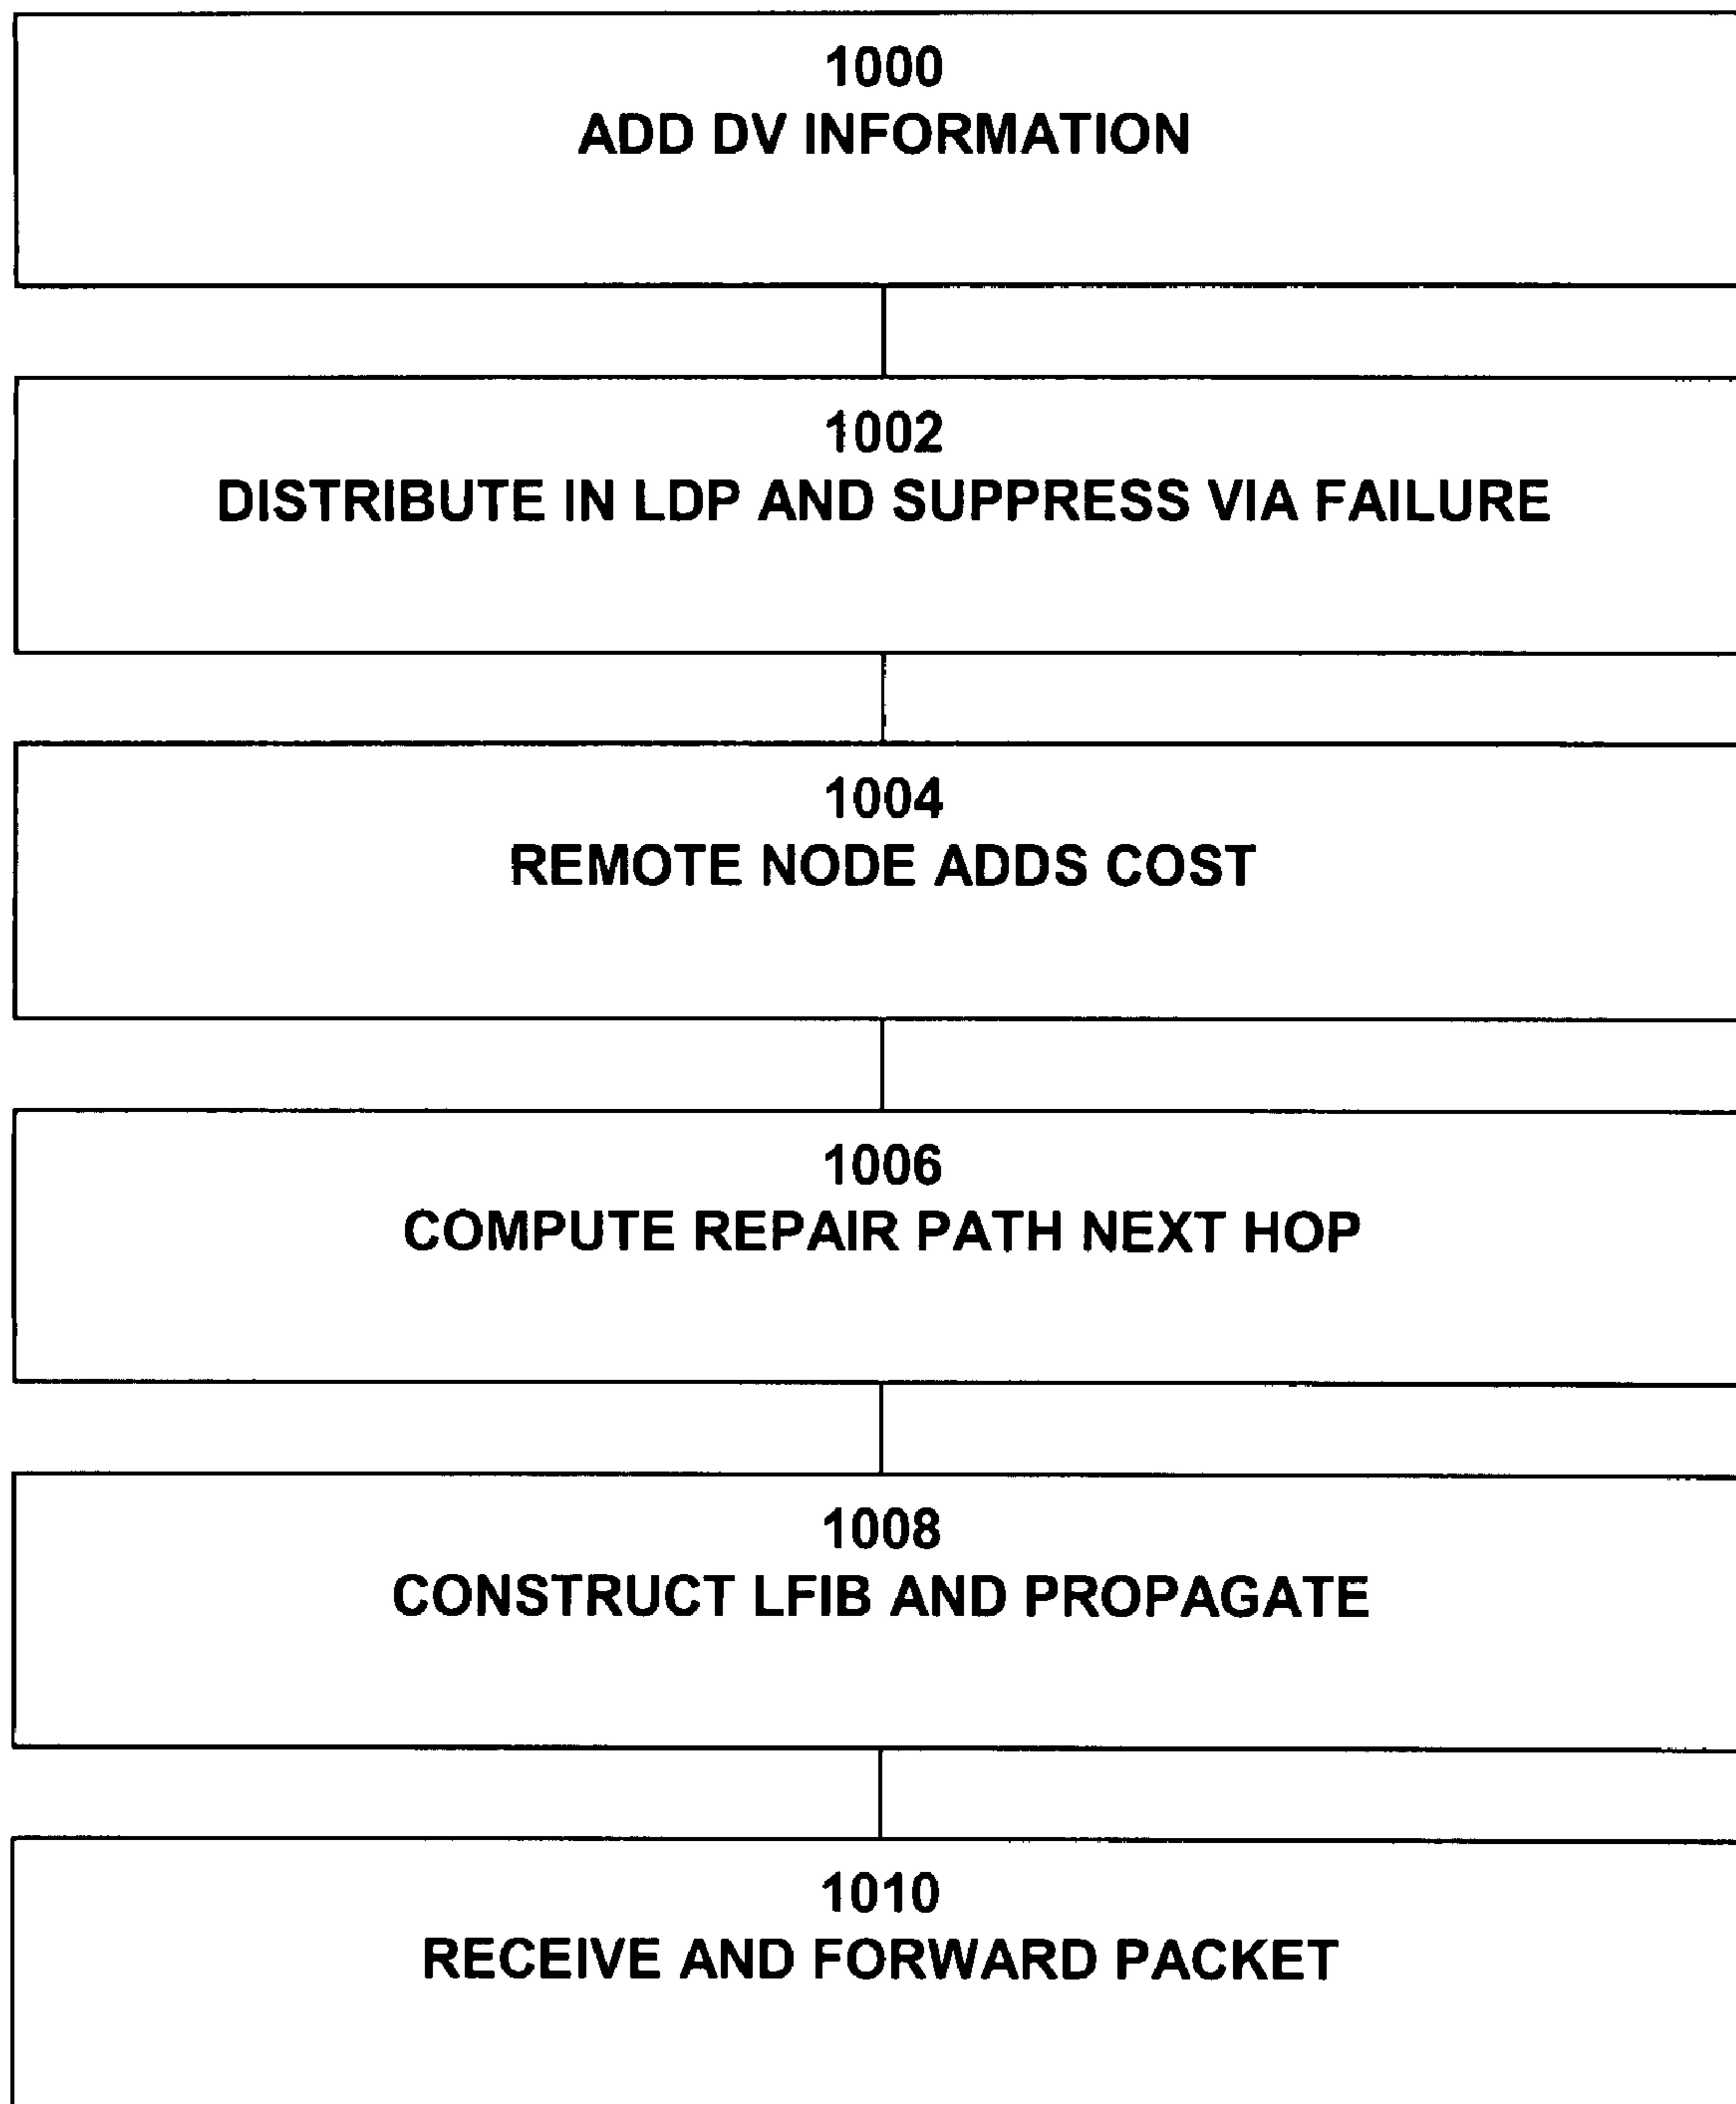 1000
ADD DV INFORMATION
1002
DISTRIBUTE IN LDP AND SUPPRESS VIA FAILURE
1004
REMOTE NODE ADDS COST
1006
COMPUTE REPAIR PATH NEXT HOP
1008
CONSTRUCT LFIB AND PROPAGATE
1010
RECEIVE AND FORWARD PACKET